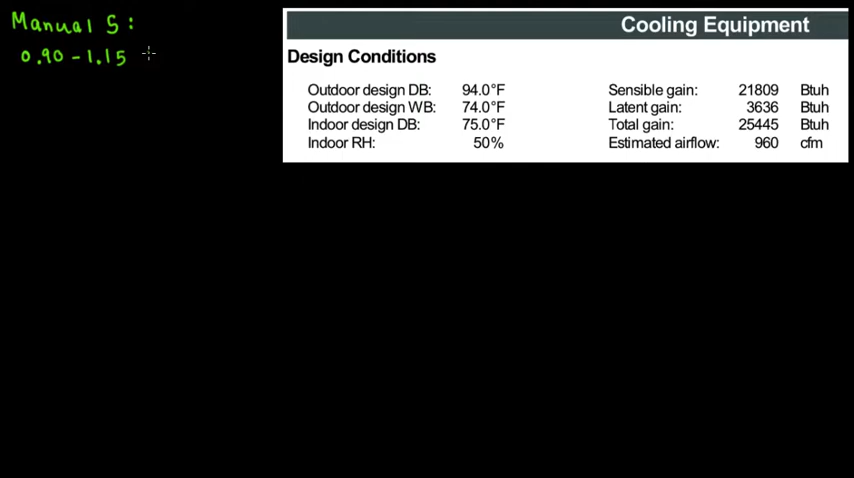 Manual S:
0.90 - 1.15
Cooling Equipment
Design Conditions
Outdoor design DB: 94.0°F Sensible gain: 21809 Btuh
Outdoor design WB: 74.0°F Latent gain: 3636 Btuh
Indoor design DB: 75.0°F Total gain: 25445 Btuh
Indoor RH: 50% Estimated airflow: 960 cfm